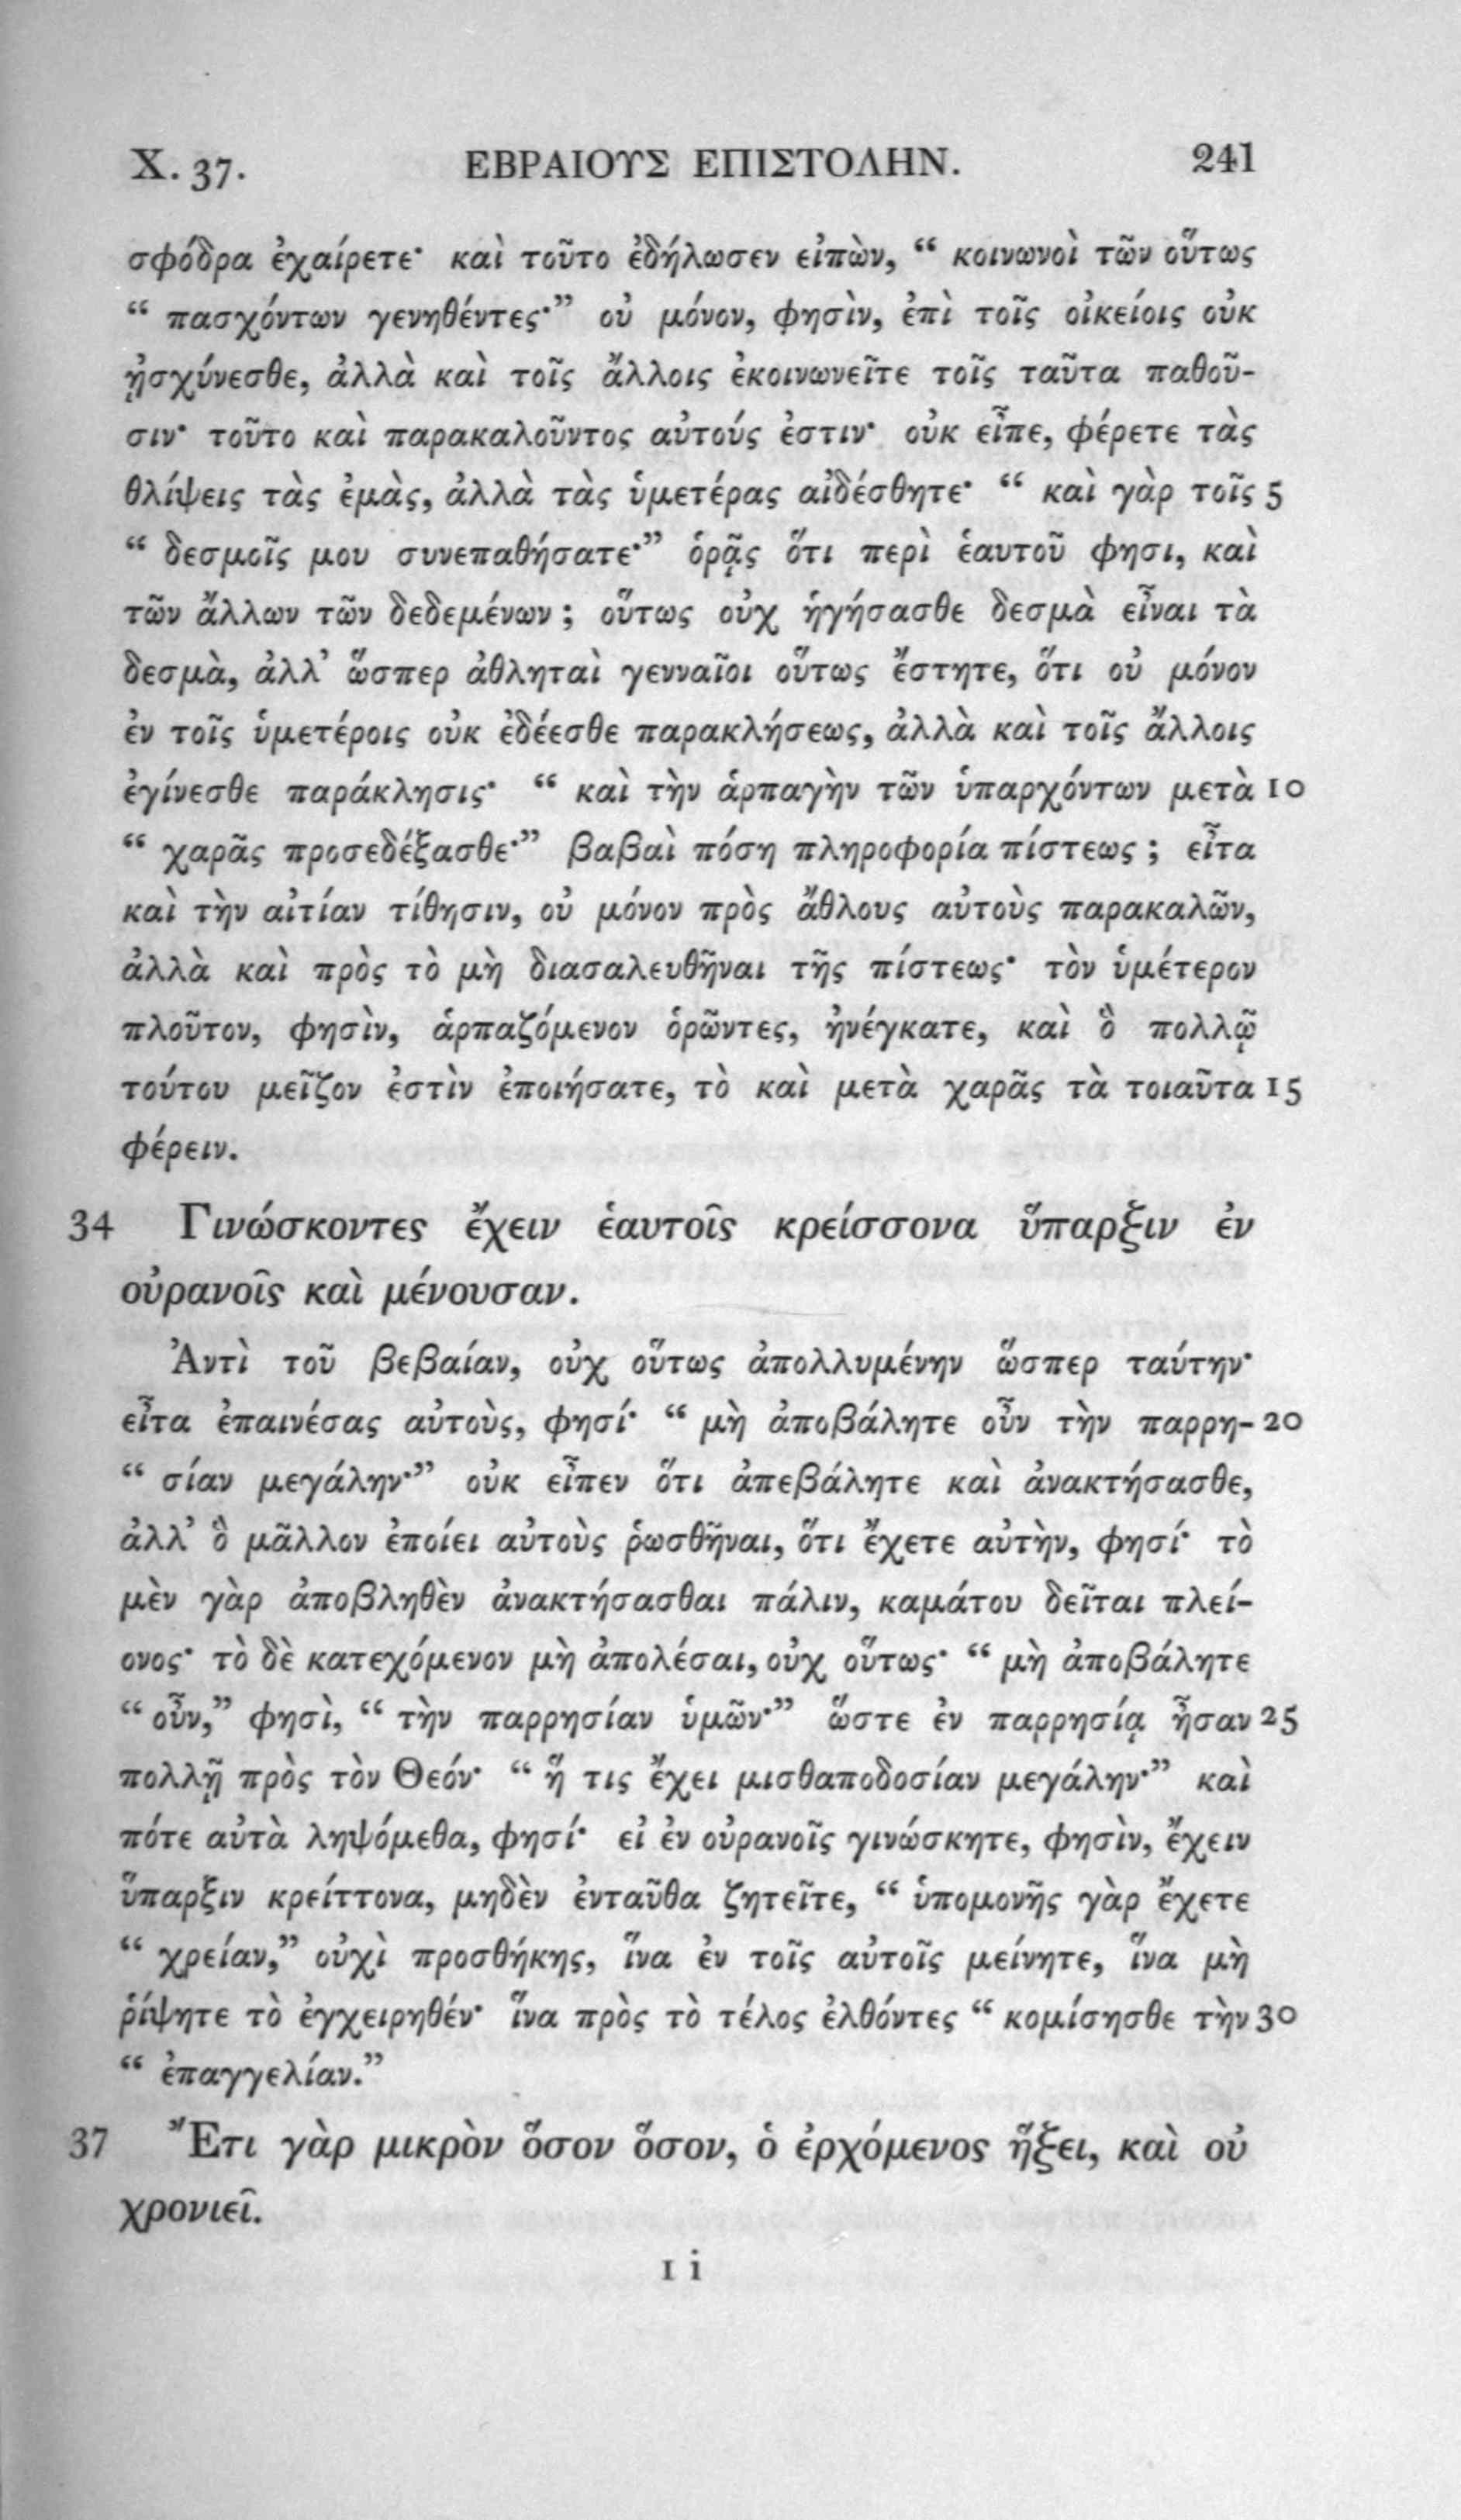 X. 37. ΕΒΡΑΙΟΥΣ ΕΠΙΣΤΟΛΗΝ. 241
σφόδρα ἐχαίρετε· καὶ τοῦτο ἐδήλωσεν εἰπὼν, “ κοινωνοὶ τῶν οὕτως
“ πασχόντων γενηθέντες·” οὐ μόνον, φησὶν, ἐπὶ τοῖς οἰκείοις οὐκ
ᾐσχύνεσθε, ἀλλὰ καὶ τοῖς ἄλλοις ἐκοινωνεῖτε τοῖς ταῦτα παθοῦ-
σιν· τοῦτο καὶ παρακαλοῦντος αὐτούς ἐστιν· οὐκ εἶπε, φέρετε τὰς
θλίψεις τὰς ἐμὰς, ἀλλὰ τὰς ὑμετέρας αἰδέσθητε· “ καὶ γὰρ τοῖς 5
“ δεσμοῖς μου συνεπαθήσατε·” ὁρᾷς ὅτι περὶ ἑαυτοῦ φησι, καὶ
τῶν ἄλλων τῶν δεδεμένων ; οὕτως οὐχ ἡγήσασθε δεσμὰ εἶναι τὰ
δεσμὰ, ἀλλ’ ὥσπερ ἀθληταὶ γενναῖοι οὕτως ἔστητε, ὅτι οὐ μόνον
ἐν τοῖς ὑμετέροις οὐκ ἐδέεσθε παρακλήσεως, ἀλλὰ καὶ τοῖς ἄλλοις
ἐγίνεσθε παράκλησις· “ καὶ τὴν ἁρπαγὴν τῶν ὑπαρχόντων μετὰ 10
“ χαρᾶς προσεδέξασθε·” βαβαὶ πόση πληροφορία πίστεως ; εἶτα
καὶ τὴν αἰτίαν τίθησιν, οὐ μόνον πρὸς ἄθλους αὐτοὺς παρακαλῶν,
ἀλλὰ καὶ πρὸς τὸ μὴ διασαλευθῆναι τῆς πίστεως· τὸν ὑμέτερον
πλοῦτον, φησὶν, ἁρπαζόμενον ὁρῶντες, ἠνέγκατε, καὶ ὃ πολλῷ
τούτου μεῖζον ἐστὶν ἐποιήσατε, τὸ καὶ μετὰ χαρᾶς τὰ τοιαῦτα 15
φέρειν.
34 Γινώσκοντες ἔχειν ἑαυτοῖς κρείσσονα ὕπαρξιν ἐν
οὐρανοῖς καὶ μένουσαν.
Ἀντὶ τοῦ βεβαίαν, οὐχ οὕτως ἀπολλυμένην ὥσπερ ταύτην·
εἶτα ἐπαινέσας αὐτοὺς, φησί· “ μὴ ἀποβάλητε οὖν τὴν παρρη- 20
“ σίαν μεγάλην·” οὐκ εἶπεν ὅτι ἀπεβάλητε καὶ ἀνακτήσασθε,
ἀλλ’ ὃ μᾶλλον ἐποίει αὐτοὺς ῥωσθῆναι, ὅτι ἔχετε αὐτὴν, φησί· τὸ
μὲν γὰρ ἀποβληθὲν ἀνακτήσασθαι πάλιν, καμάτου δεῖται πλεί-
ονος· τὸ δὲ κατεχόμενον μὴ ἀπολέσαι, οὐχ οὕτως· “ μὴ ἀποβάλητε
“ οὖν,” φησὶ, “ τὴν παρρησίαν ὑμῶν·” ὥστε ἐν παρρησίᾳ ἦσαν 25
πολλῇ πρὸς τὸν Θεόν· “ ἥ τις ἔχει μισθαποδοσίαν μεγάλην·” καὶ
πότε αὐτὰ ληψόμεθα, φησί· εἰ ἐν οὐρανοῖς γινώσκητε, φησὶν, ἔχειν
ὕπαρξιν κρείττονα, μηδὲν ἐνταῦθα ζητεῖτε, “ ὑπομονῆς γὰρ ἔχετε
“ χρείαν,” οὐχὶ προσθήκης, ἵνα ἐν τοῖς αὐτοῖς μείνητε, ἵνα μὴ
ῥίψητε τὸ ἐγχειρηθέν· ἵνα πρὸς τὸ τέλος ἐλθόντες “ κομίσησθε τὴν 30
“ ἐπαγγελίαν.”
37 Ἔτι γὰρ μικρὸν ὅσον ὅσον, ὁ ἐρχόμενος ἥξει, καὶ οὐ
χρονιεῖ.
I i